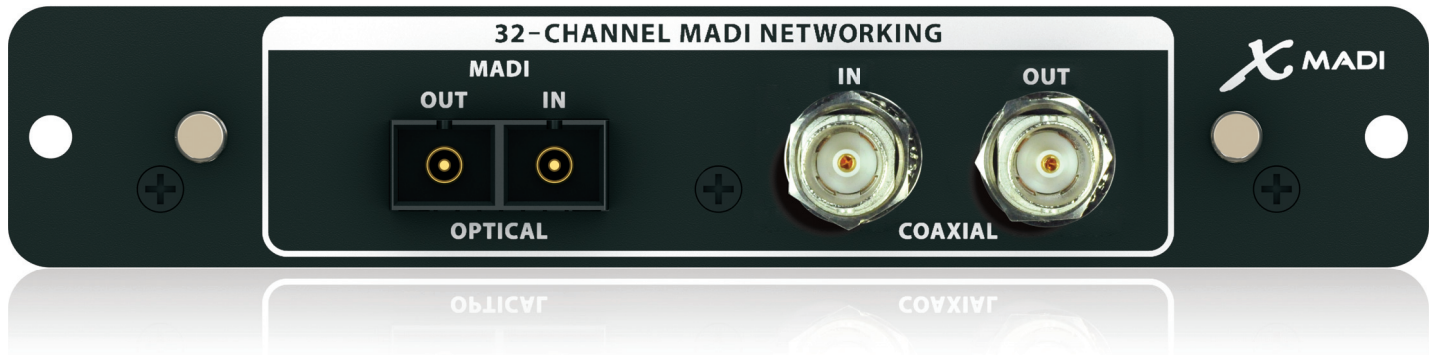 32-CHANNEL MADI NETWORKING
MADI
OUT IN
OPTICAL
IN OUT
COAXIAL
X MADI